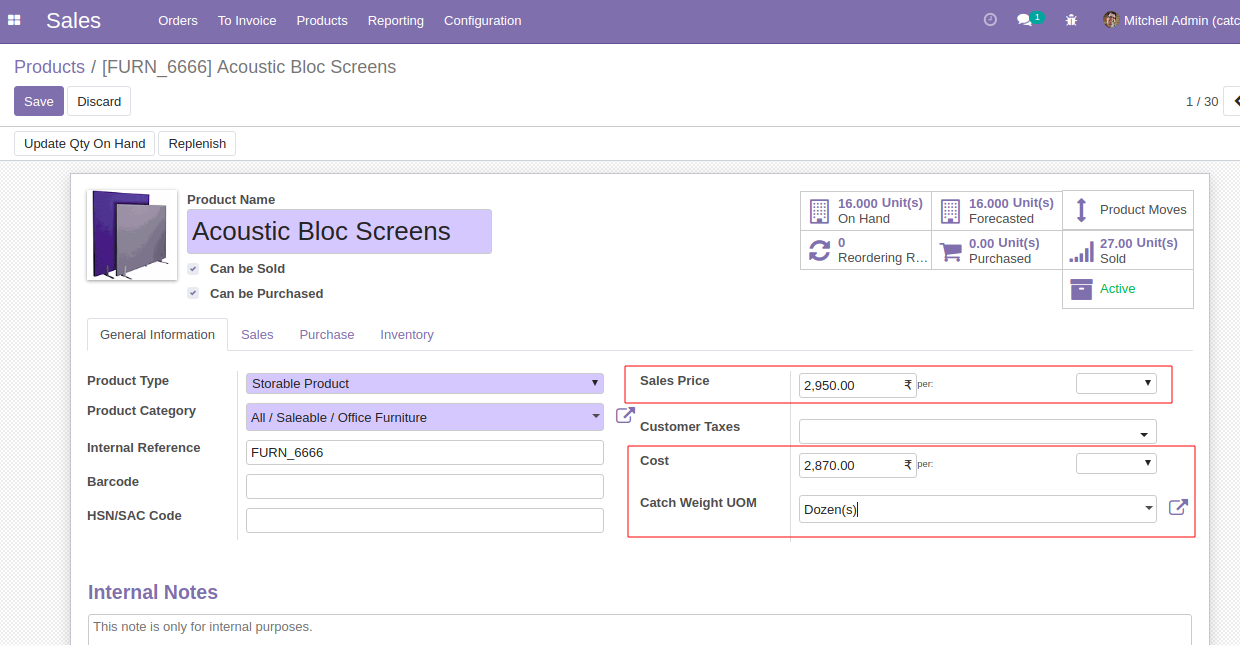 Sales Orders To Invoice Products Reporting Configuration 1 Mitchell Admin (catc
Products / [FURN_6666] Acoustic Bloc Screens
Save Discard 1 / 30
Update Qty On Hand Replenish
Product Name
Acoustic Bloc Screens
Can be Sold
Can be Purchased
16.000 Unit(s)
On Hand
16.000 Unit(s)
Forecasted
Product Moves
0
Reordering R...
0.00 Unit(s)
Purchased
27.00 Unit(s)
Sold
Active
General Information Sales Purchase Inventory
Product Type Storable Product
Product Category All / Saleable / Office Furniture
Internal Reference FURN_6666
Barcode
HSN/SAC Code
Sales Price 2,950.00 ₹ per:
Customer Taxes
Cost 2,870.00 ₹ per:
Catch Weight UOM Dozen(s)
Internal Notes
This note is only for internal purposes.